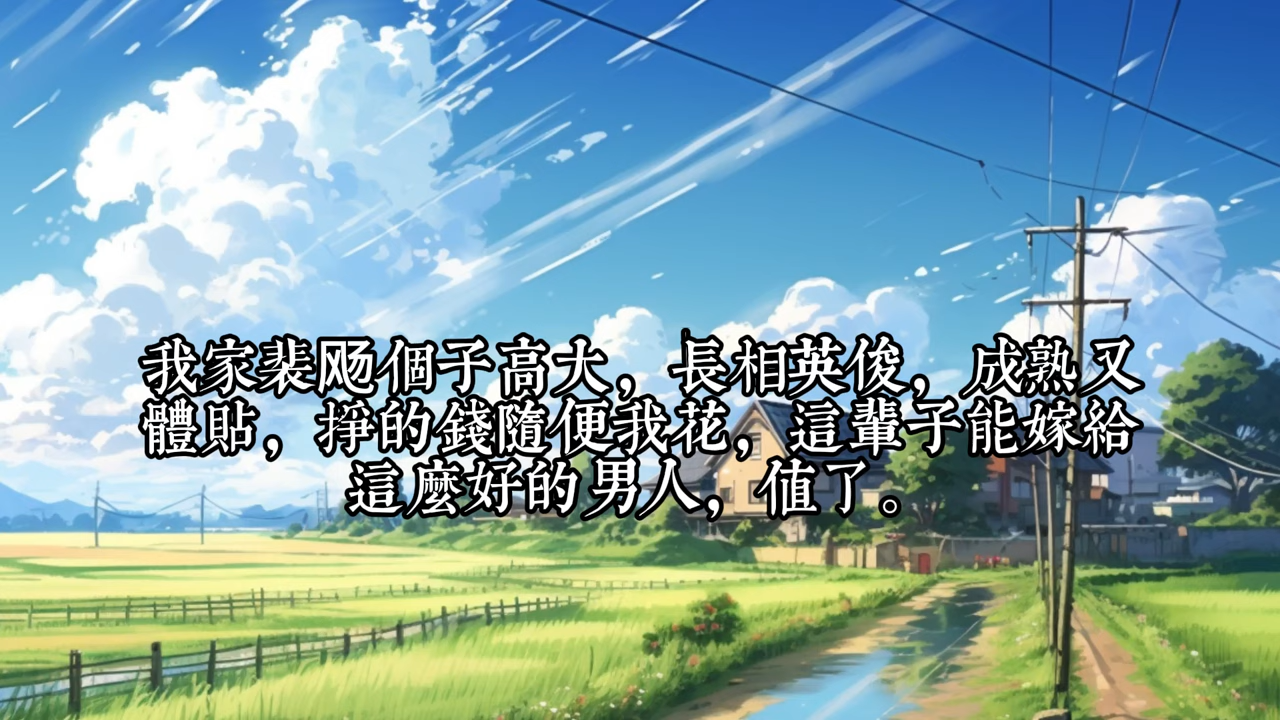 我家裴飏個子高大，長相英俊，成熟又
體貼，掙的錢隨便我花，這輩子能嫁給
這麼好的男人，值了。